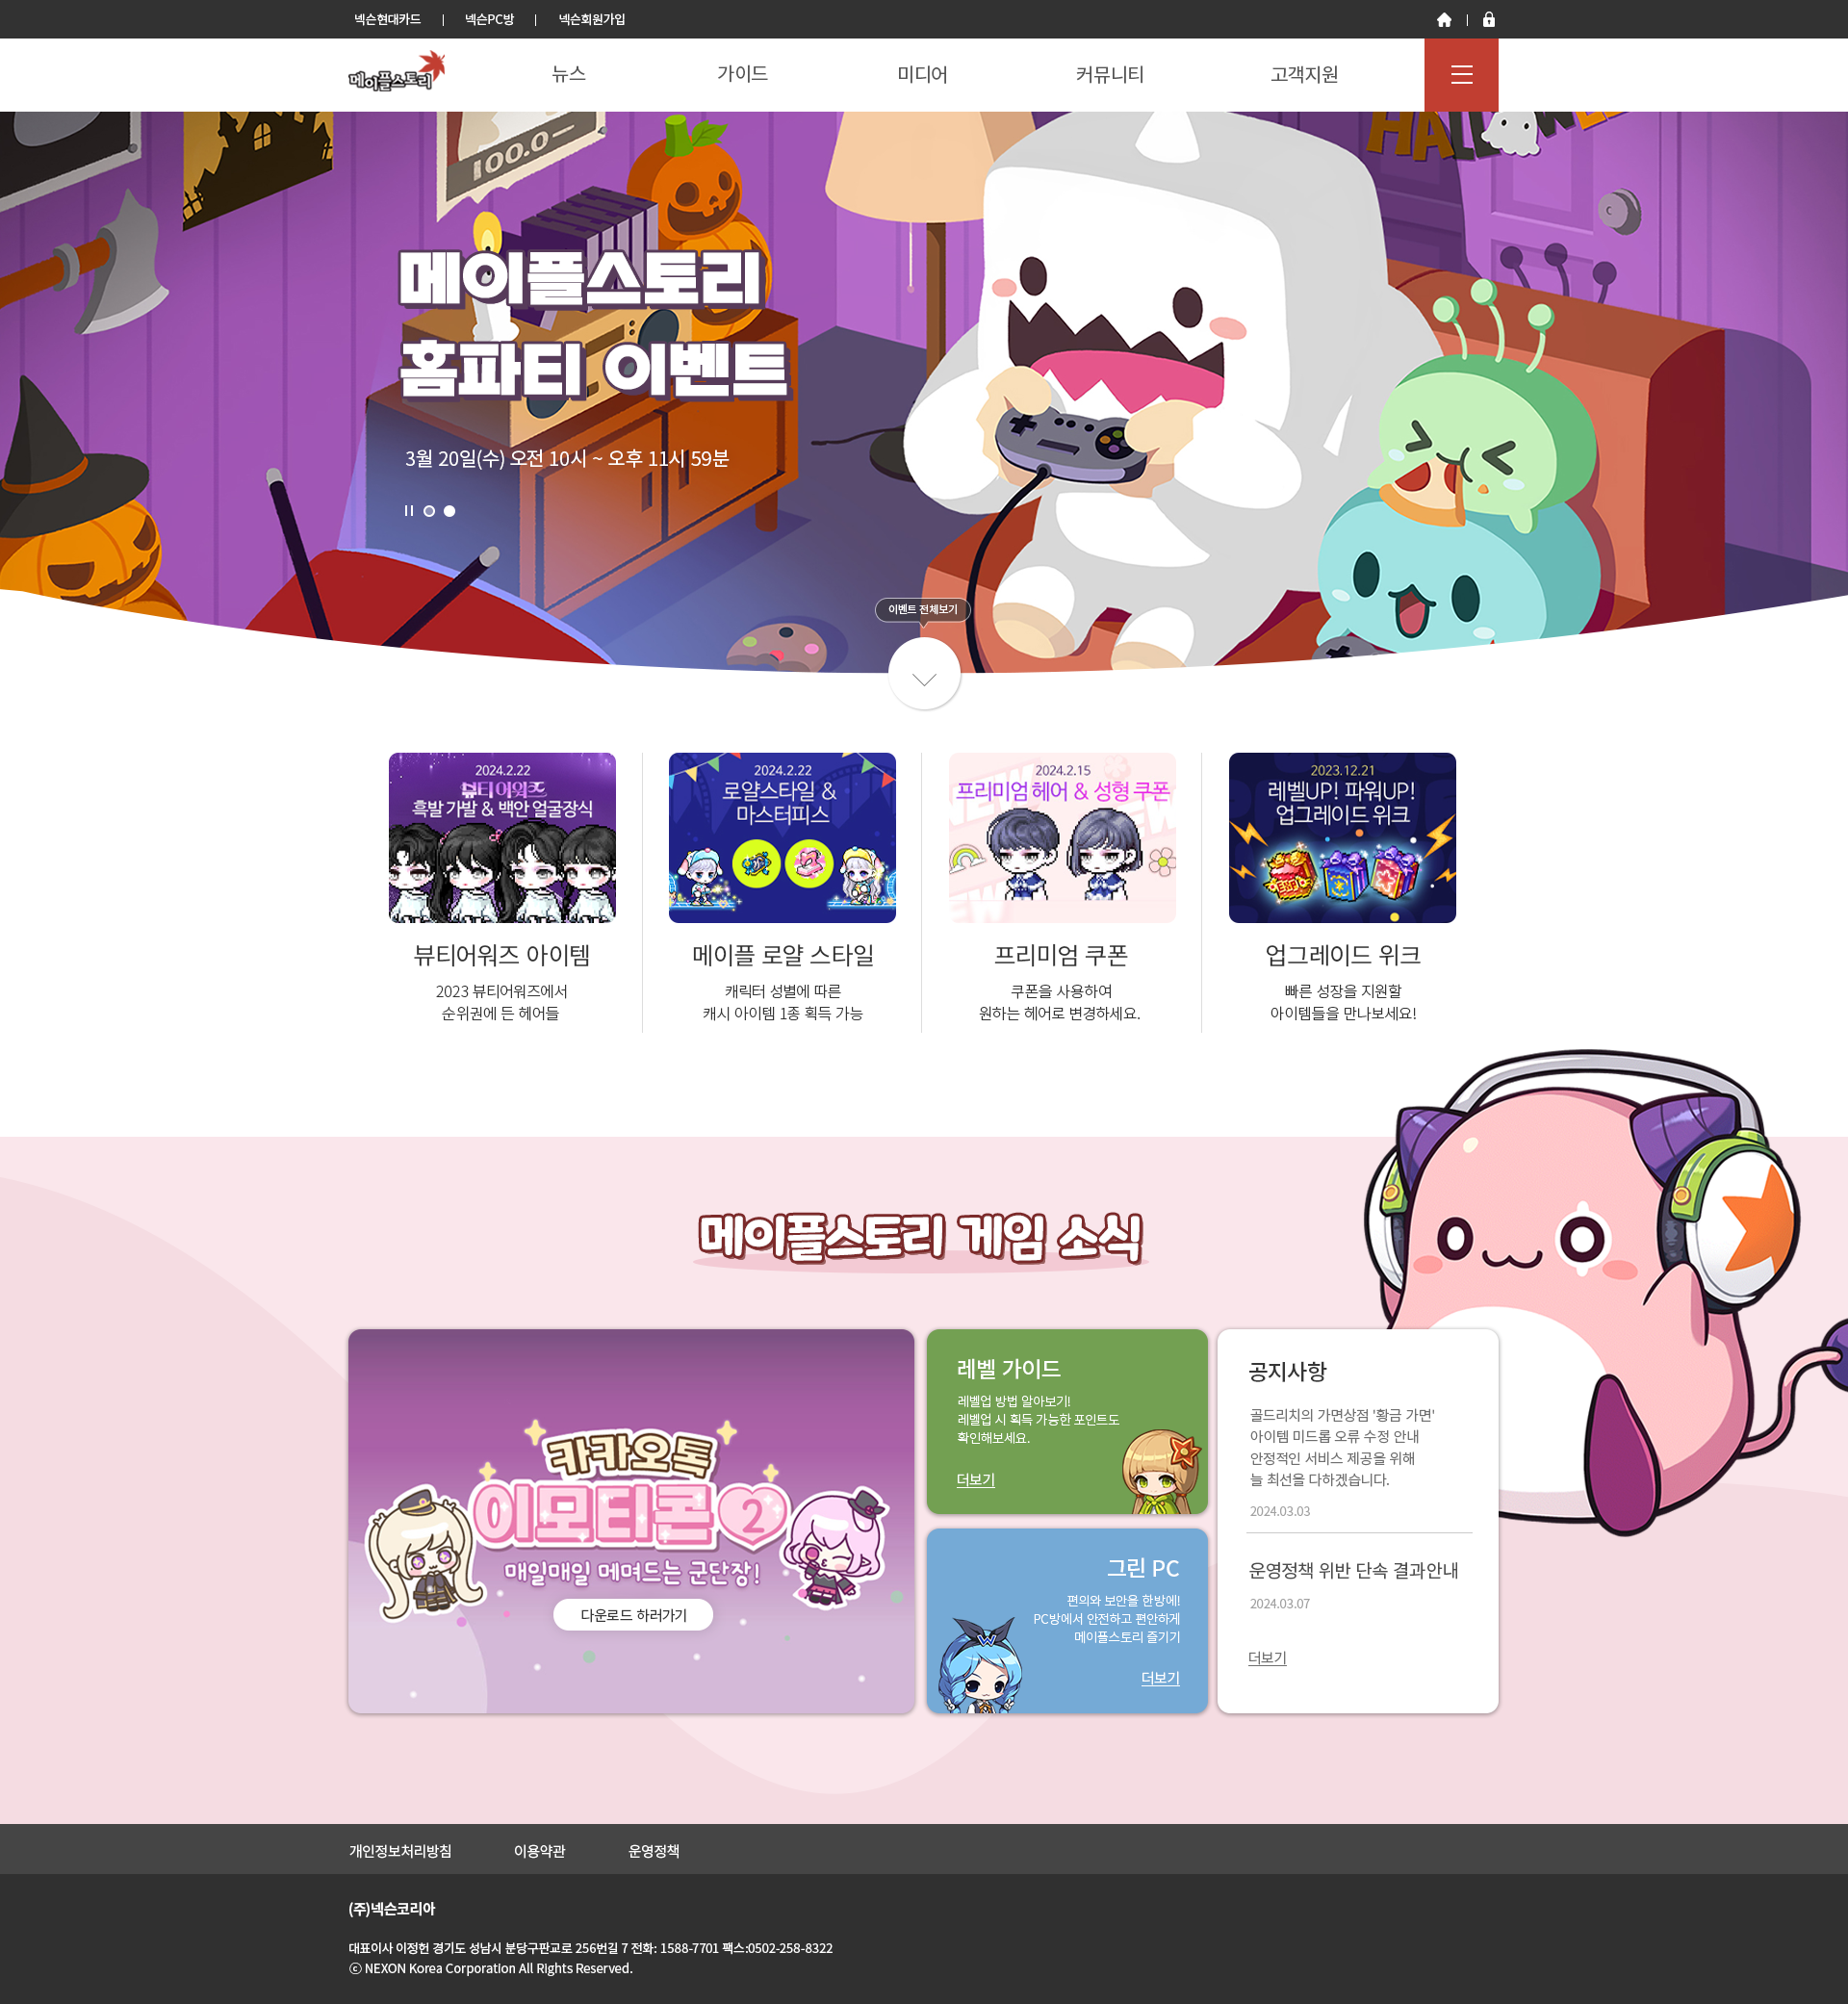 넥슨현대카드 | 넥슨PC방 | 넥슨회원가입
메이플스토리
뉴스 가이드 미디어 커뮤니티 고객지원
100.0—
HALLOWEE
메이플스토리
홈파티 이벤트
3월 20일(수) 오전 10시 ~ 오후 11시 59분
이벤트 전체보기
2024.2.22
뷰티어워즈
흑발 가발 & 백안 얼굴장식
뷰티어워즈 아이템
2023 뷰티어워즈에서
순위권에 든 헤어들
2024.2.22
로얄스타일 &
마스터피스
메이플 로얄 스타일
캐릭터 성별에 따른
캐시 아이템 1종 획득 가능
2024.2.15
프리미엄 헤어 & 성형 쿠폰
프리미엄 쿠폰
쿠폰을 사용하여
원하는 헤어로 변경하세요.
2023.12.21
레벨UP! 파워UP!
업그레이드 위크
업그레이드 위크
빠른 성장을 지원할
아이템들을 만나보세요!
메이플스토리 게임 소식
카카오톡
이모티콘 2
매일매일 메며드는 군단장!
다운로드 하러가기
레벨 가이드
레벨업 방법 알아보기!
레벨업 시 획득 가능한 포인트도
확인해보세요.
더보기
그린 PC
편의와 보안을 한방에!
PC방에서 안전하고 편안하게
메이플스토리 즐기기
더보기
공지사항
골드리치의 가면상점 '황금 가면'
아이템 미드롭 오류 수정 안내
안정적인 서비스 제공을 위해
늘 최선을 다하겠습니다.
2024.03.03
운영정책 위반 단속 결과안내
2024.03.07
더보기
개인정보처리방침 이용약관 운영정책
(주)넥슨코리아
대표이사 이정헌 경기도 성남시 분당구판교로 256번길 7 전화: 1588-7701 팩스:0502-258-8322
ⓒ NEXON Korea Corporation All Rights Reserved.